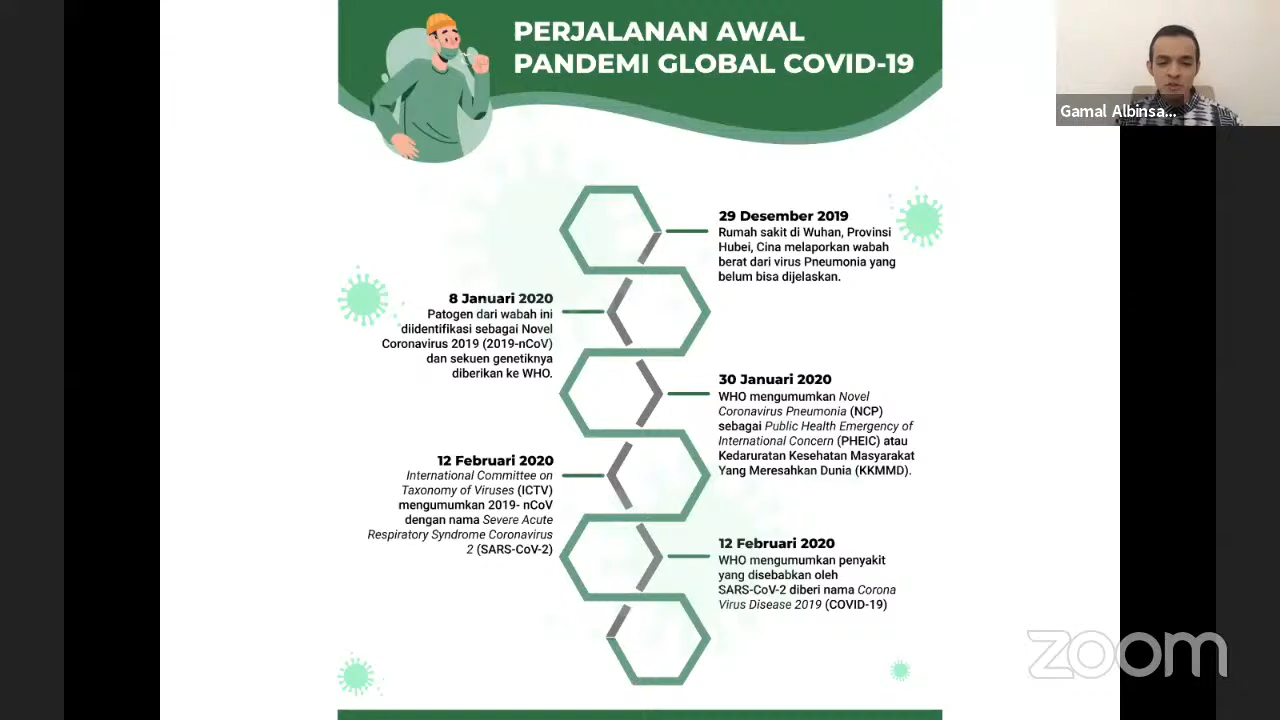 PERJALANAN AWAL
PANDEMI GLOBAL COVID-19
Gamal Albinsa...
29 Desember 2019
Rumah sakit di Wuhan, Provinsi
Hubei, Cina melaporkan wabah
berat dari virus Pneumonia yang
belum bisa dijelaskan.
8 Januari 2020
Patogen dari wabah ini
diidentifikasi sebagai Novel
Coronavirus 2019 (2019-nCoV)
dan sekuen genetiknya
diberikan ke WHO.
30 Januari 2020
WHO mengumumkan Novel
Coronavirus Pneumonia (NCP)
sebagai Public Health Emergency of
International Concern (PHEIC) atau
Kedaruratan Kesehatan Masyarakat
Yang Meresahkan Dunia (KKMMD).
12 Februari 2020
International Committee on
Taxonomy of Viruses (ICTV)
mengumumkan 2019- nCoV
dengan nama Severe Acute
Respiratory Syndrome Coronavirus
2 (SARS-CoV-2)
12 Februari 2020
WHO mengumumkan penyakit
yang disebabkan oleh
SARS-CoV-2 diberi nama Corona
Virus Disease 2019 (COVID-19)
zoom